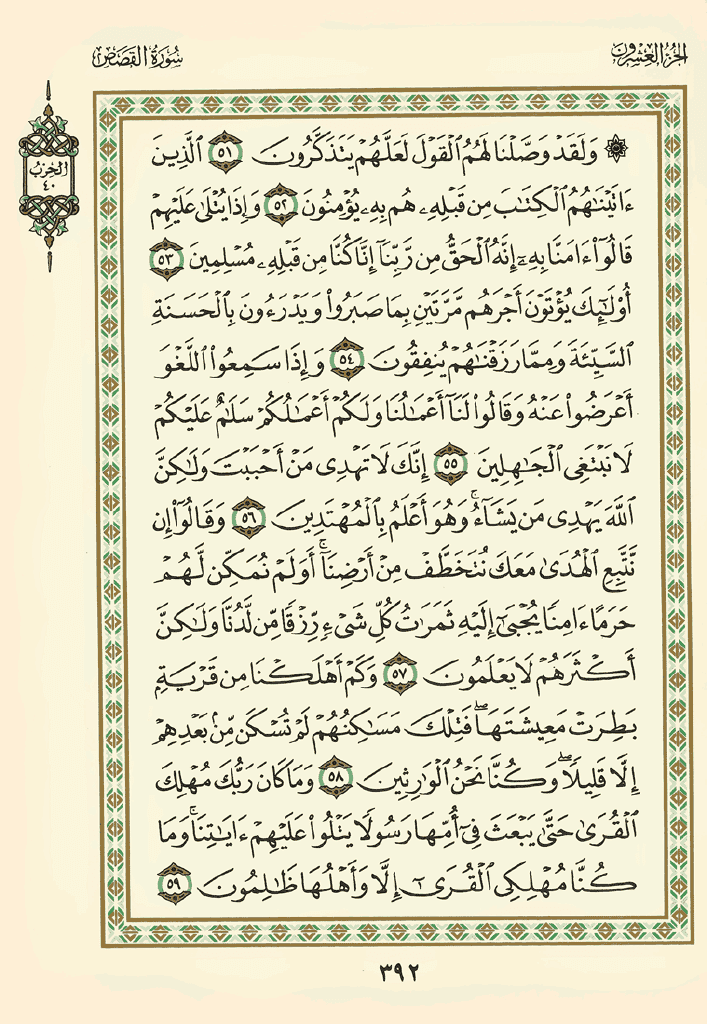 الجزء العشرون
سورة القصص
الحزب
٤٠
۞ وَلَقَدْ وَصَّلْنَا لَهُمُ ٱلْقَوْلَ لَعَلَّهُمْ يَتَذَكَّرُونَ ٥١ ٱلَّذِينَ
ءَاتَيْنَٰهُمُ ٱلْكِتَٰبَ مِن قَبْلِهِۦ هُم بِهِۦ يُؤْمِنُونَ ٥٢ وَإِذَا يُتْلَىٰ عَلَيْهِمْ
قَالُوٓا۟ ءَامَنَّا بِهِۦٓ إِنَّهُ ٱلْحَقُّ مِن رَّبِّنَآ إِنَّا كُنَّا مِن قَبْلِهِۦ مُسْلِمِينَ ٥٣
أُو۟لَٰٓئِكَ يُؤْتَوْنَ أَجْرَهُم مَّرَّتَيْنِ بِمَا صَبَرُوا۟ وَيَدْرَءُونَ بِٱلْحَسَنَةِ
ٱلسَّيِّئَةَ وَمِمَّا رَزَقْنَٰهُمْ يُنفِقُونَ ٥٤ وَإِذَا سَمِعُوا۟ ٱللَّغْوَ
أَعْرَضُوا۟ عَنْهُ وَقَالُوا۟ لَنَآ أَعْمَٰلُنَا وَلَكُمْ أَعْمَٰلُكُمْ سَلَٰمٌ عَلَيْكُمْ
لَا نَبْتَغِى ٱلْجَٰهِلِينَ ٥٥ إِنَّكَ لَا تَهْدِى مَنْ أَحْبَبْتَ وَلَٰكِنَّ
ٱللَّهَ يَهْدِى مَن يَشَآءُ ۚ وَهُوَ أَعْلَمُ بِٱلْمُهْتَدِينَ ٥٦ وَقَالُوٓا۟ إِن
نَّتَّبِعِ ٱلْهُدَىٰ مَعَكَ نُتَخَطَّفْ مِنْ أَرْضِنَآ ۚ أَوَلَمْ نُمَكِّن لَّهُمْ
حَرَمًا ءَامِنًا يُجْبَىٰٓ إِلَيْهِ ثَمَرَٰتُ كُلِّ شَىْءٍ رِّزْقًا مِّن لَّدُنَّا وَلَٰكِنَّ
أَكْثَرَهُمْ لَا يَعْلَمُونَ ٥٧ وَكَمْ أَهْلَكْنَا مِن قَرْيَةٍۭ
بَطِرَتْ مَعِيشَتَهَا ۖ فَتِلْكَ مَسَٰكِنُهُمْ لَمْ تُسْكَن مِّنۢ بَعْدِهِمْ
إِلَّا قَلِيلًا ۖ وَكُنَّا نَحْنُ ٱلْوَٰرِثِينَ ٥٨ وَمَا كَانَ رَبُّكَ مُهْلِكَ
ٱلْقُرَىٰ حَتَّىٰ يَبْعَثَ فِىٓ أُمِّهَا رَسُولًا يَتْلُوا۟ عَلَيْهِمْ ءَايَٰتِنَا ۚ وَمَا
كُنَّا مُهْلِكِى ٱلْقُرَىٰٓ إِلَّا وَأَهْلُهَا ظَٰلِمُونَ ٥٩
٣٩٢